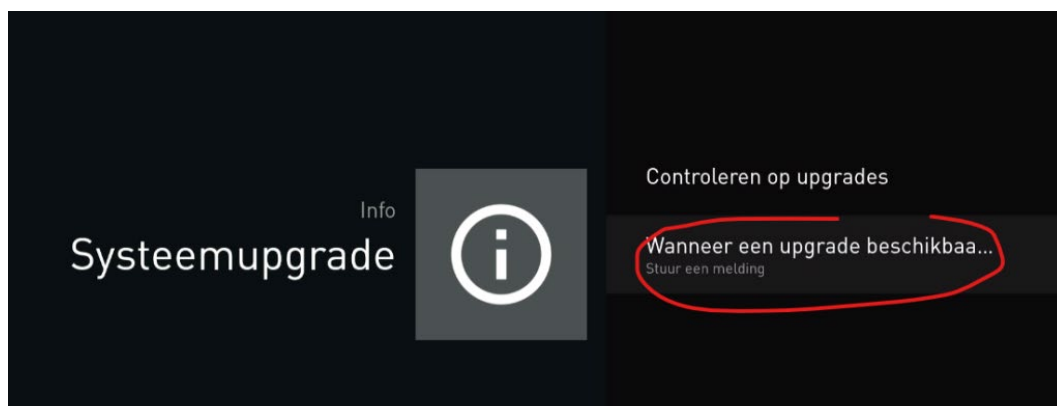 Info
Systeemupgrade
Controleren op upgrades
Wanneer een upgrade beschikbaa...
Stuur een melding